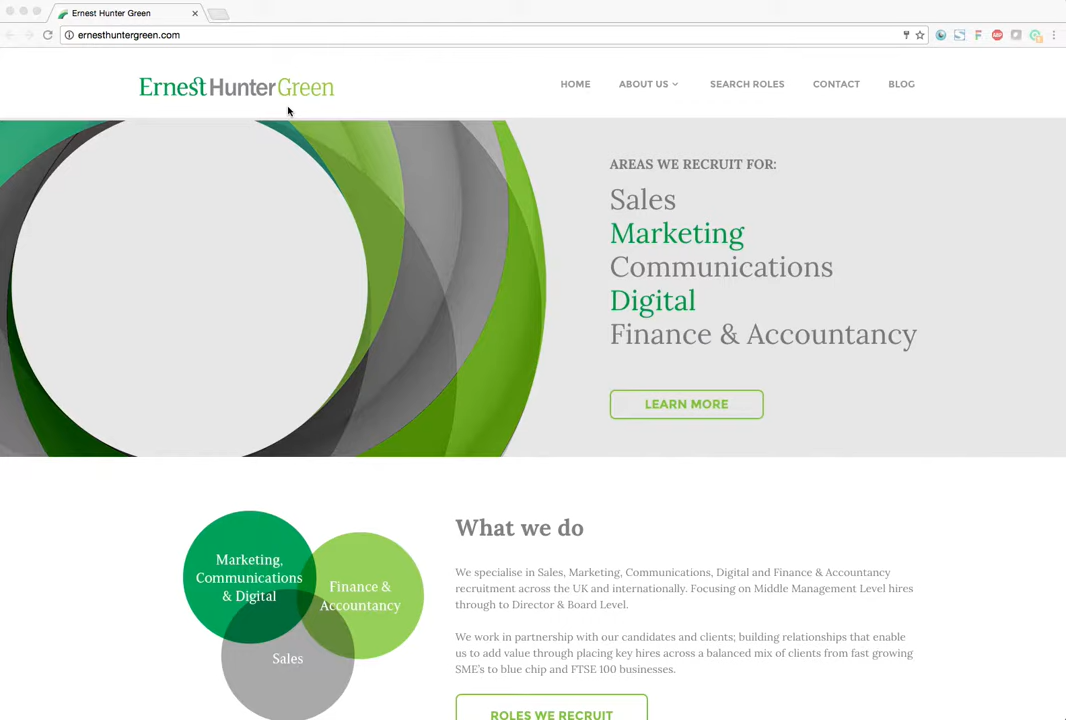 Ernest Hunter Green
ernesthuntergreen.com
ErnestHunterGreen
HOME
ABOUT US
SEARCH ROLES
CONTACT
BLOG
AREAS WE RECRUIT FOR:
Sales
Marketing
Communications
Digital
Finance & Accountancy
LEARN MORE
Marketing,
Communications
& Digital
Finance &
Accountancy
Sales
What we do
We specialise in Sales, Marketing, Communications, Digital and Finance & Accountancy
recruitment across the UK and internationally. Focusing on Middle Management Level hires
through to Director & Board Level.
We work in partnership with our candidates and clients; building relationships that enable
us to add value through placing key hires across a balanced mix of clients from fast growing
SME's to blue chip and FTSE 100 businesses.
ROLES WE RECRUIT